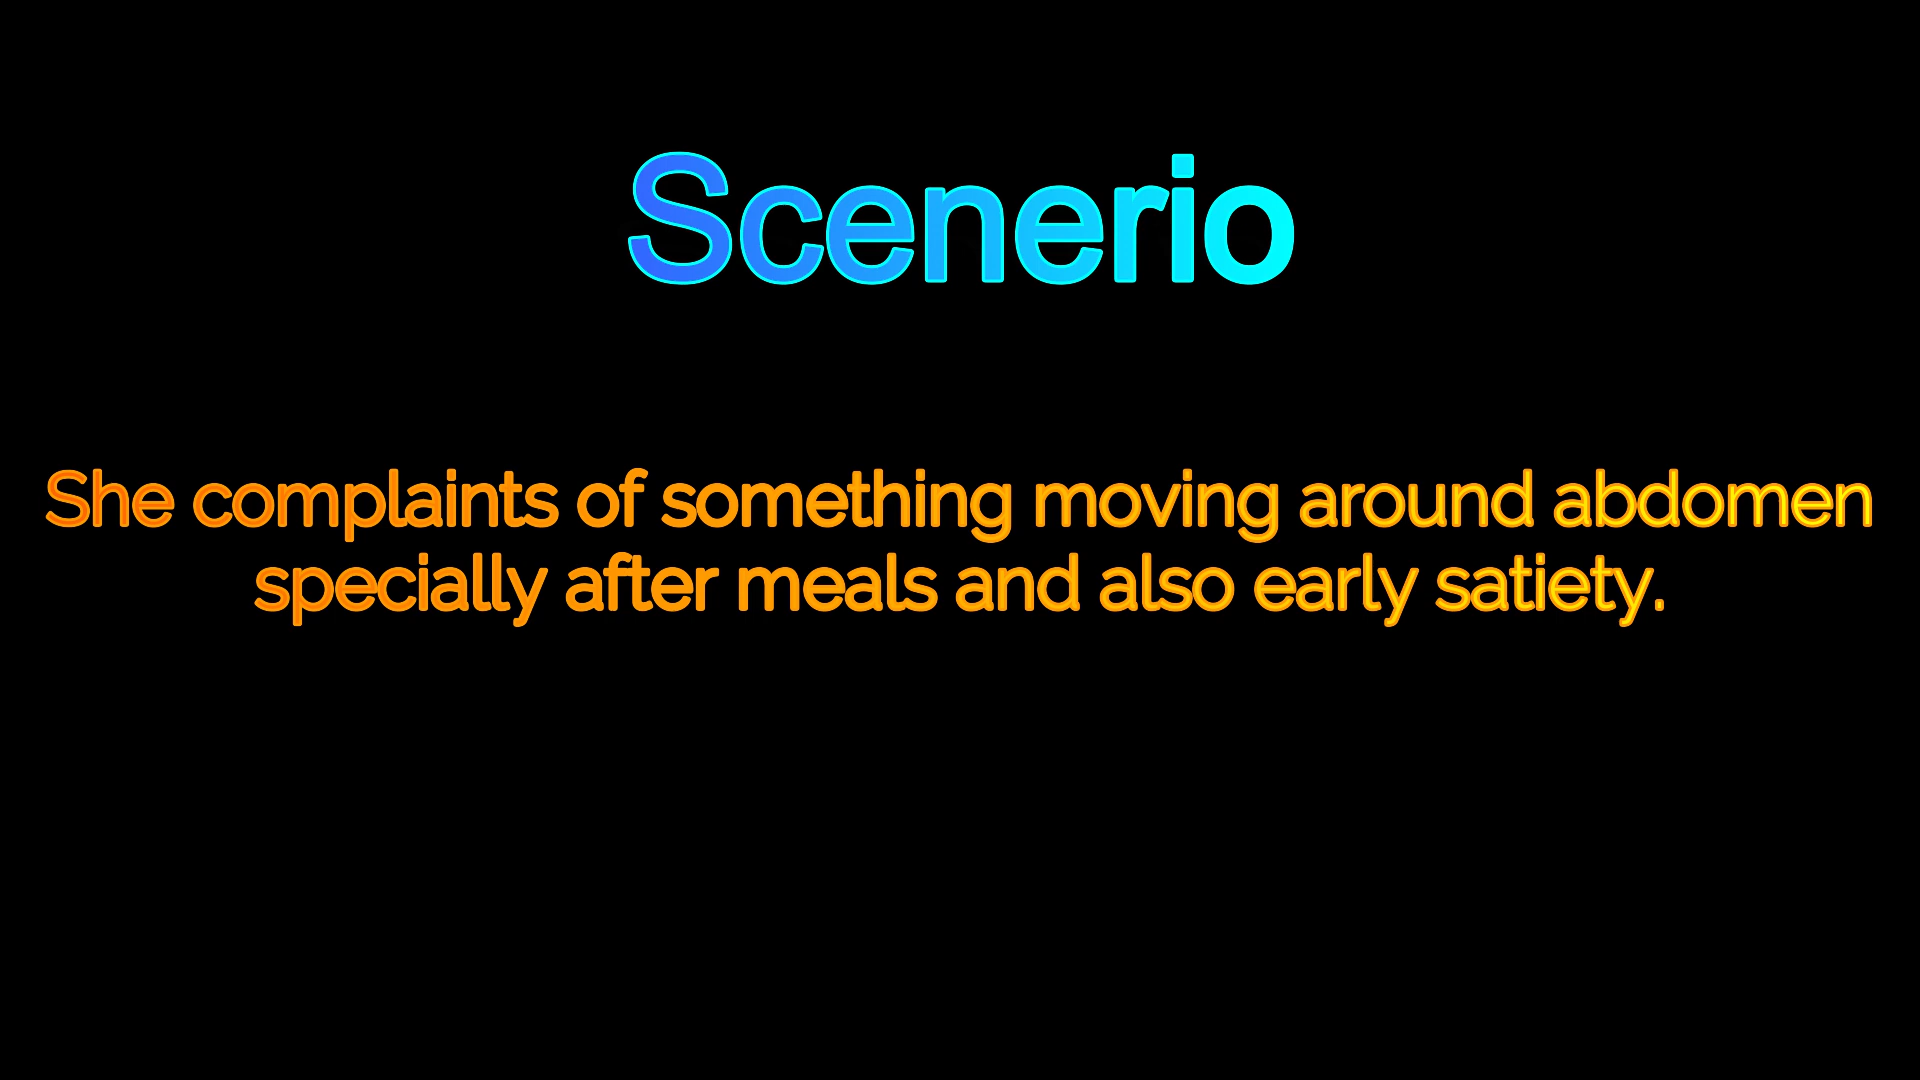 Scenerio
She complaints of something moving around abdomen
specially after meals and also early satiety.